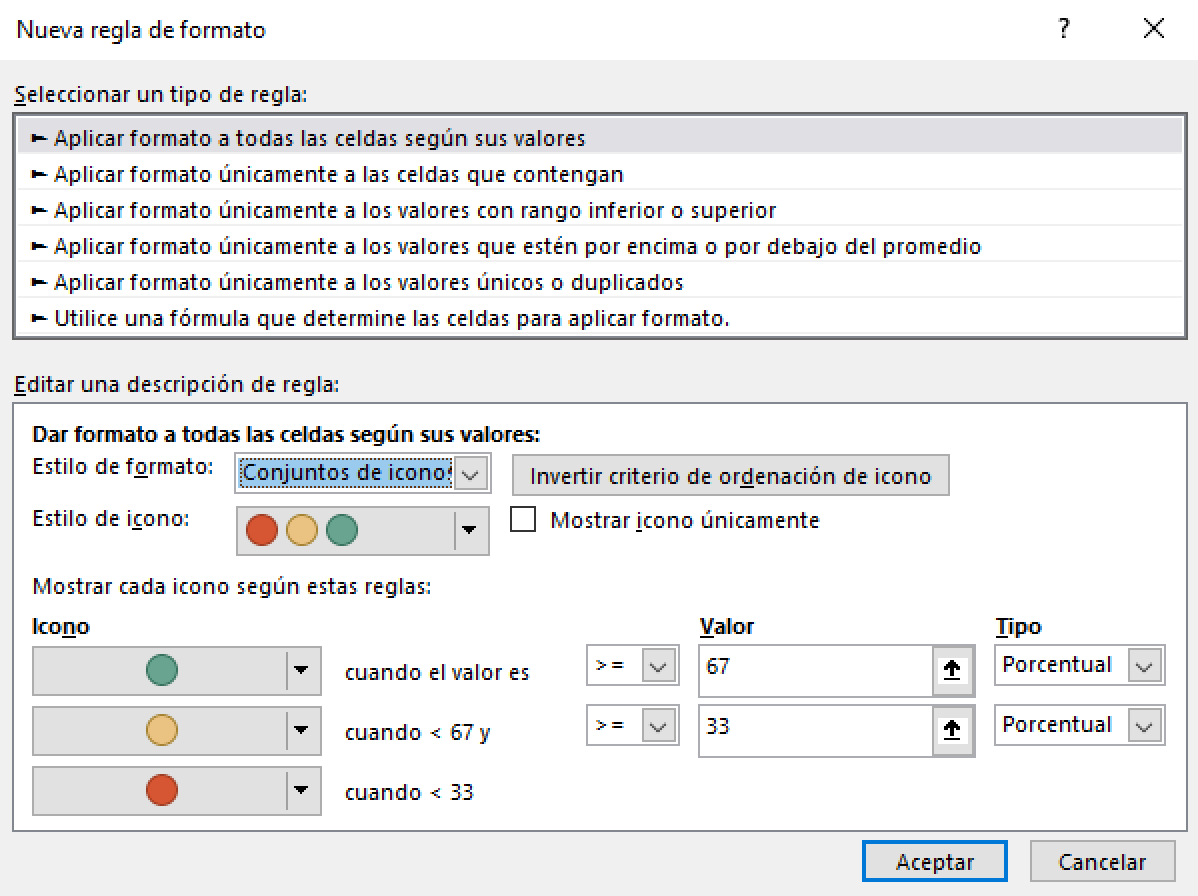 Nueva regla de formato
?
Seleccionar un tipo de regla:
► Aplicar formato a todas las celdas según sus valores
► Aplicar formato únicamente a las celdas que contengan
► Aplicar formato únicamente a los valores con rango inferior o superior
► Aplicar formato únicamente a los valores que estén por encima o por debajo del promedio
► Aplicar formato únicamente a los valores únicos o duplicados
► Utilice una fórmula que determine las celdas para aplicar formato.
Editar una descripción de regla:
Dar formato a todas las celdas según sus valores:
Estilo de formato: Conjuntos de iconos Invertir criterio de ordenación de icono
Estilo de icono: Mostrar icono únicamente
Mostrar cada icono según estas reglas:
Icono Valor Tipo
cuando el valor es >= 67 Porcentual
cuando < 67 y >= 33 Porcentual
cuando < 33
Aceptar Cancelar